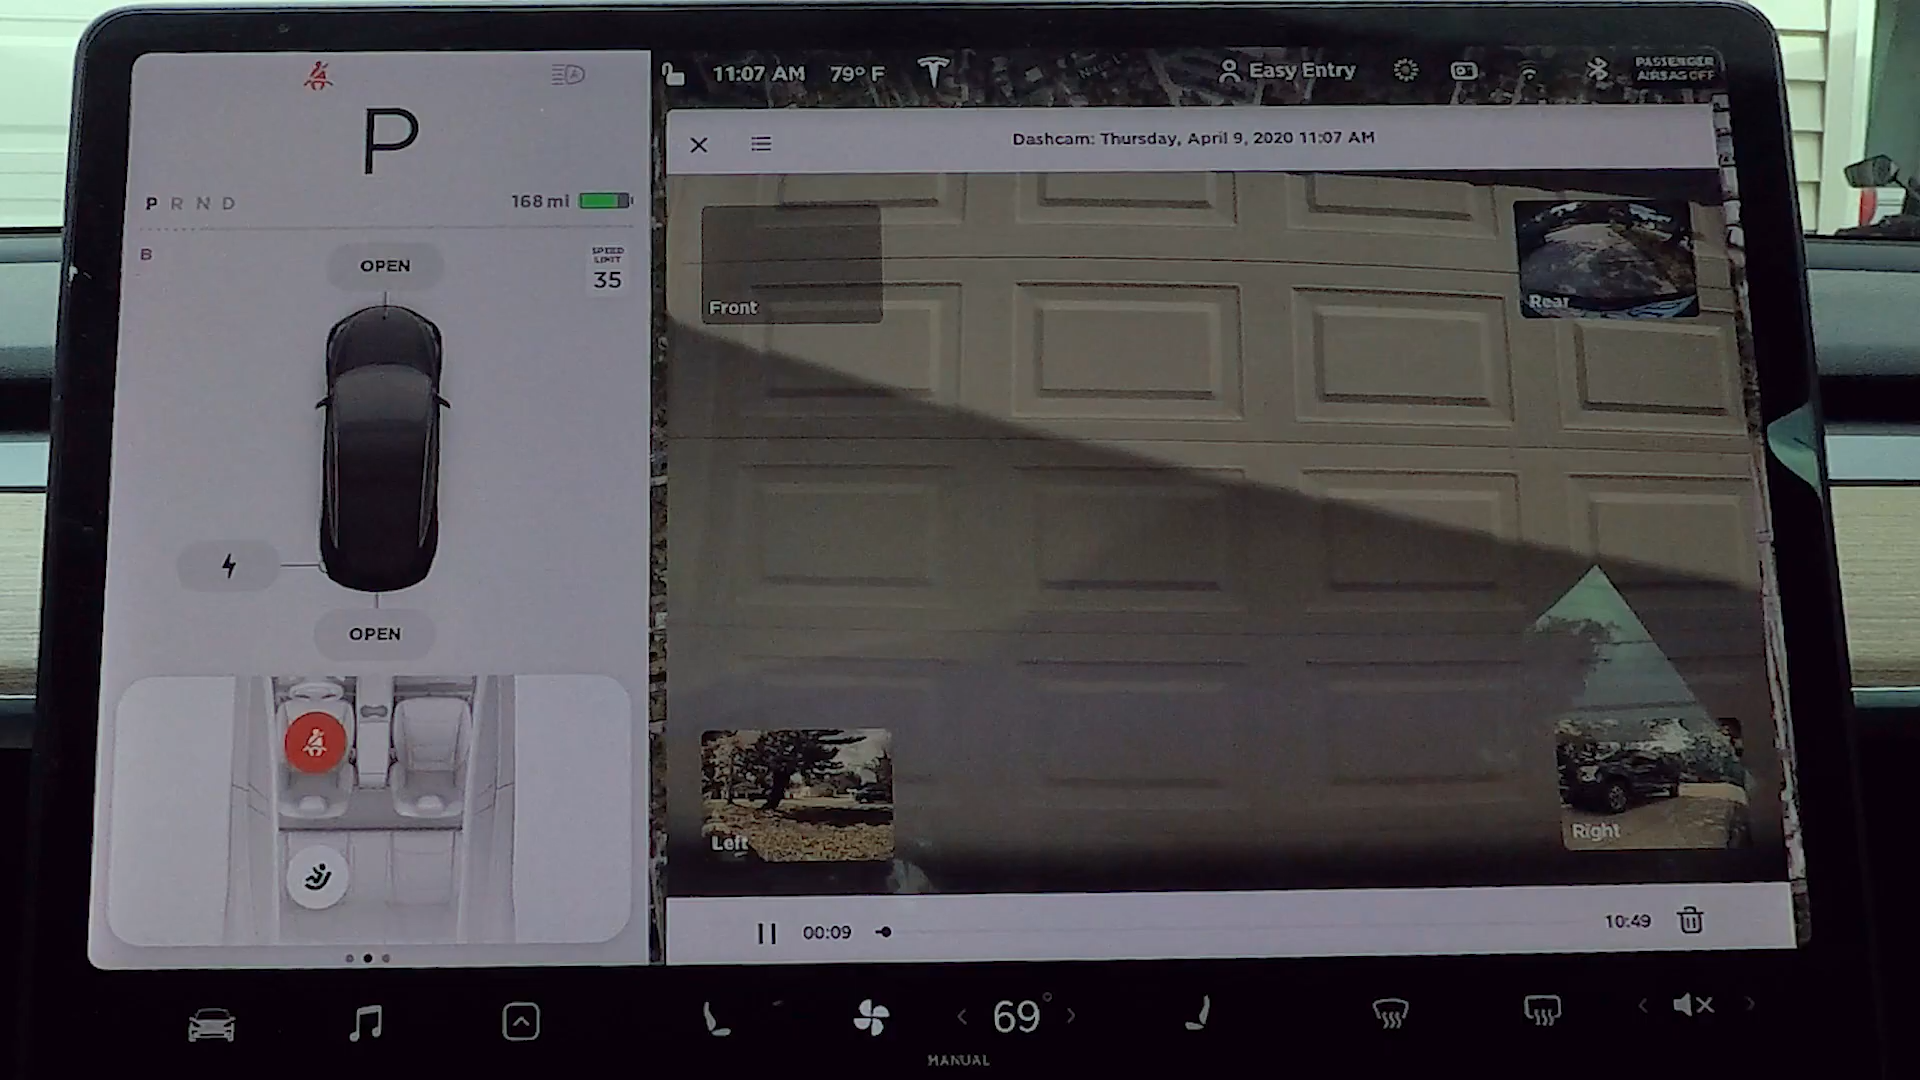 P
P R N D
168 mi
B
OPEN
SPEED
LIMIT
35
OPEN
11:07 AM 79° F
Easy Entry
PASSENGER
AIRBAG OFF
Dashcam: Thursday, April 9, 2020 11:07 AM
Front
Rear
Left
Right
00:09
10:49
69°
MANUAL